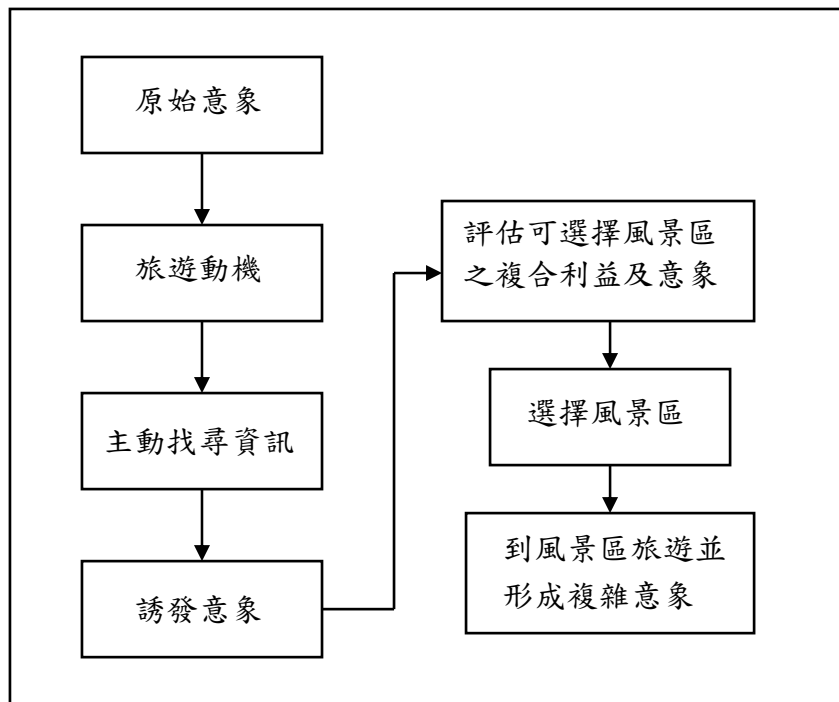 原始意象
旅遊動機
主動找尋資訊
誘發意象
評估可選擇風景區
之複合利益及意象
選擇風景區
到風景區旅遊並
形成複雜意象